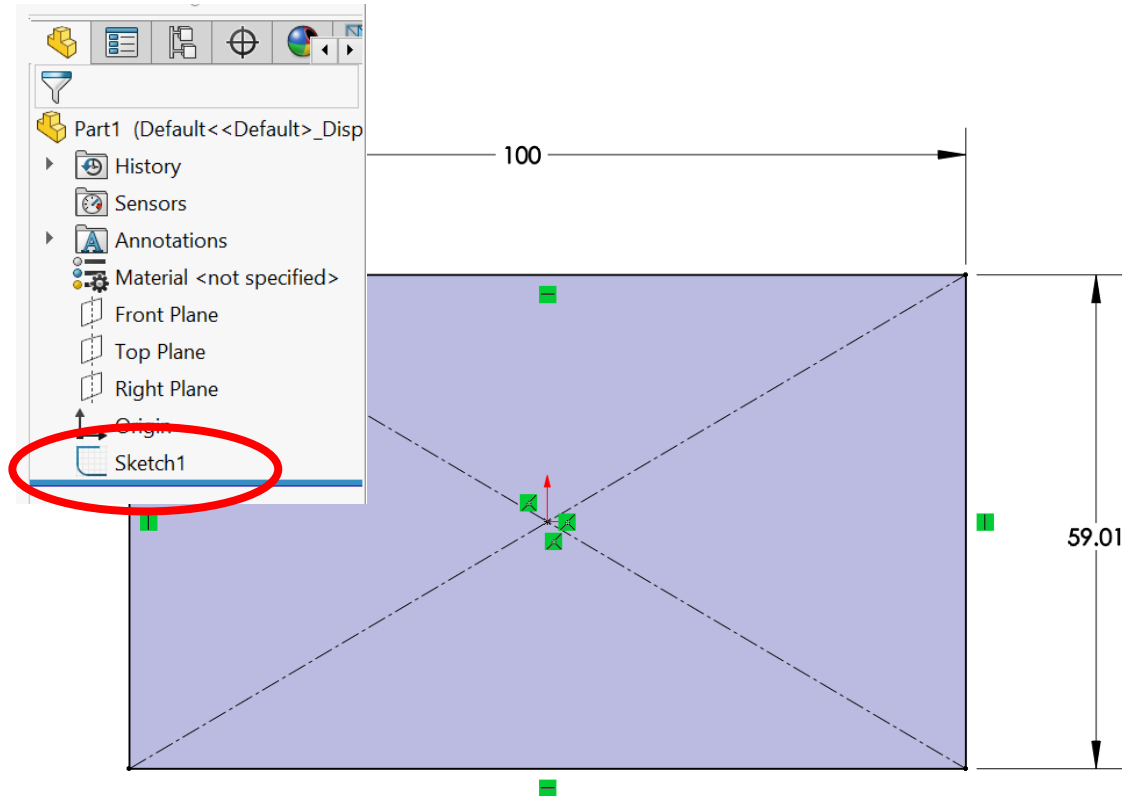 Part1 (Default<<Default>_Disp
History
Sensors
Annotations
Material <not specified>
Front Plane
Top Plane
Right Plane
Origin
Sketch1
100
59.01